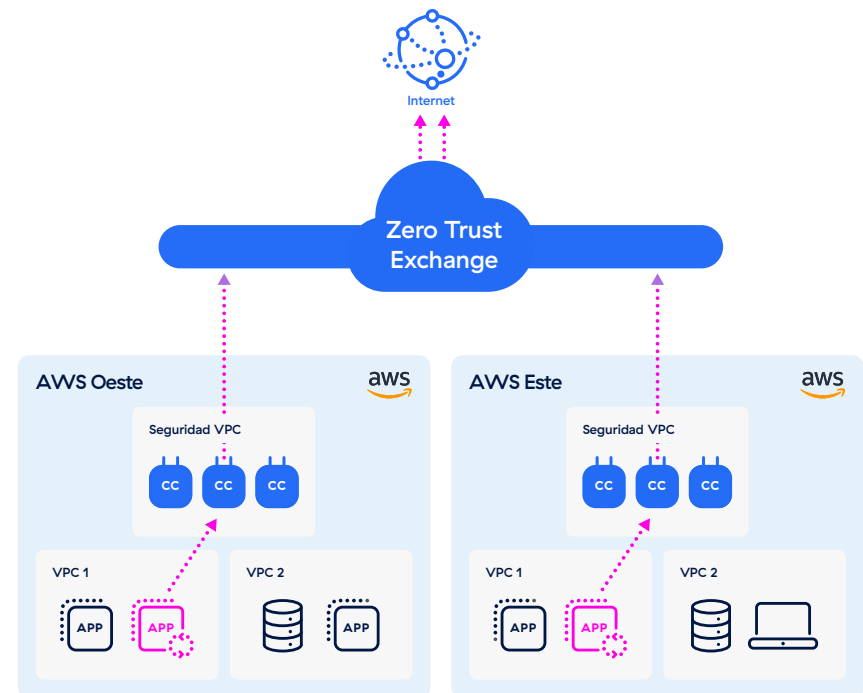 Internet
Zero Trust
Exchange
AWS Oeste
aws
Seguridad VPC
CC CC CC
VPC 1
APP APP
VPC 2
APP
AWS Este
aws
Seguridad VPC
CC CC CC
VPC 1
APP APP
VPC 2